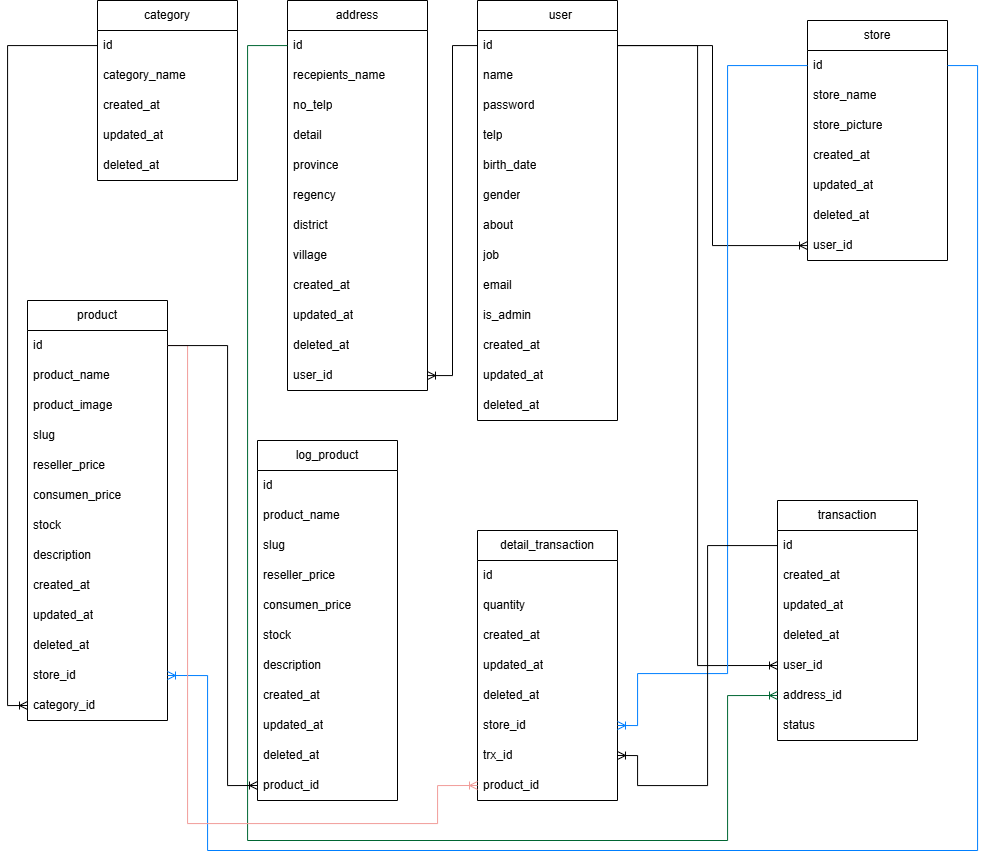 category
id
category_name
created_at
updated_at
deleted_at
address
id
recepients_name
no_telp
detail
province
regency
district
village
created_at
updated_at
deleted_at
user_id
user
id
name
password
telp
birth_date
gender
about
job
email
is_admin
created_at
updated_at
deleted_at
store
id
store_name
store_picture
created_at
updated_at
deleted_at
user_id
product
id
product_name
product_image
slug
reseller_price
consumen_price
stock
description
created_at
updated_at
deleted_at
store_id
category_id
log_product
id
product_name
slug
reseller_price
consumen_price
stock
description
created_at
updated_at
deleted_at
product_id
detail_transaction
id
quantity
created_at
updated_at
deleted_at
store_id
trx_id
product_id
transaction
id
created_at
updated_at
deleted_at
user_id
address_id
status